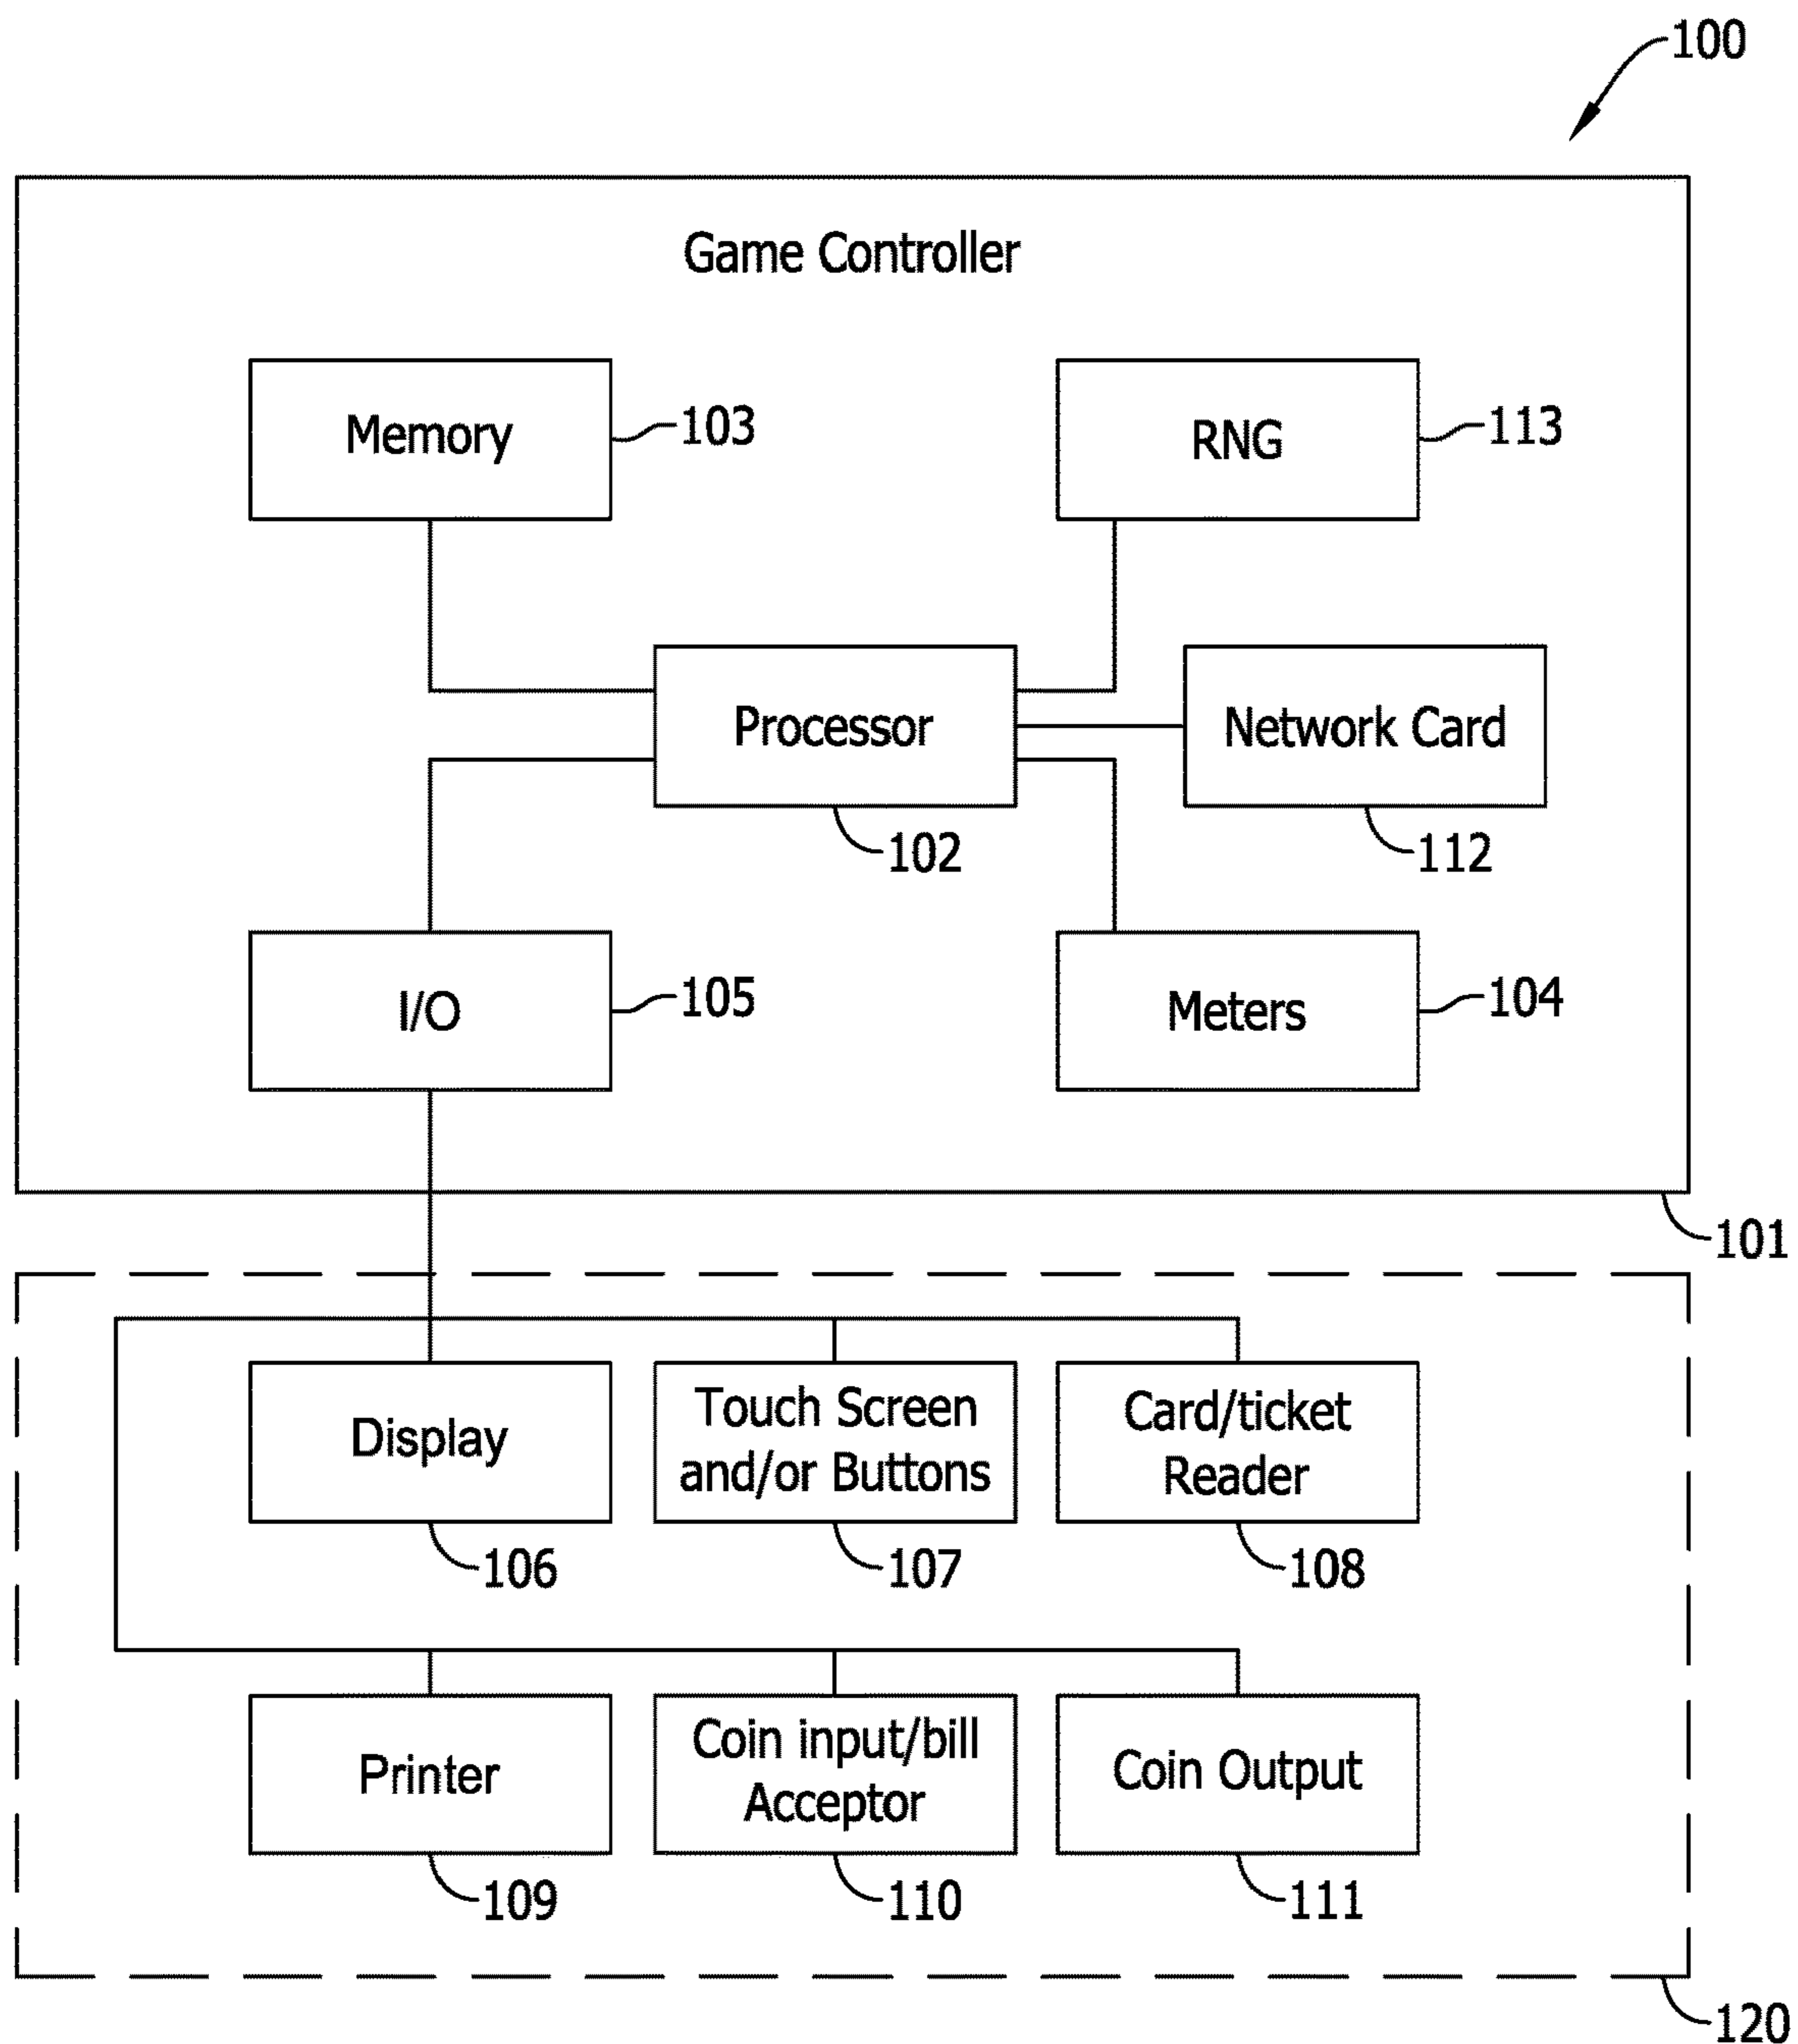 100
Game Controller
Memory
103
RNG
113
Processor
102
Network Card
112
I/O
105
Meters
104
101
Display
106
Touch Screen
and/or Buttons
107
Card/ticket
Reader
108
Printer
109
Coin input/bill
Acceptor
110
Coin Output
111
120